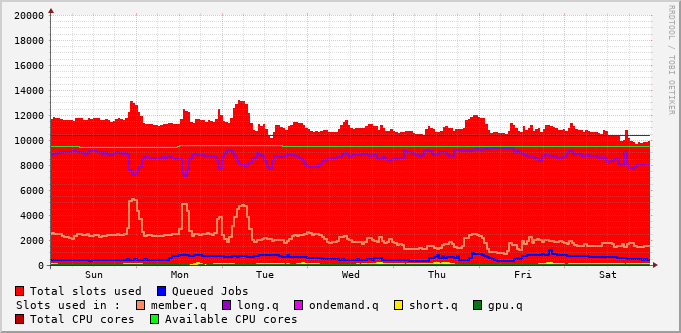 RRDTOOL / TOBI OETIKER
20000
18000
16000
14000
12000
10000
8000
6000
4000
2000
0
Sun Mon Tue Wed Thu Fri Sat
Total slots used Queued Jobs
Slots used in : member.q long.q ondemand.q short.q gpu.q
Total CPU cores Available CPU cores